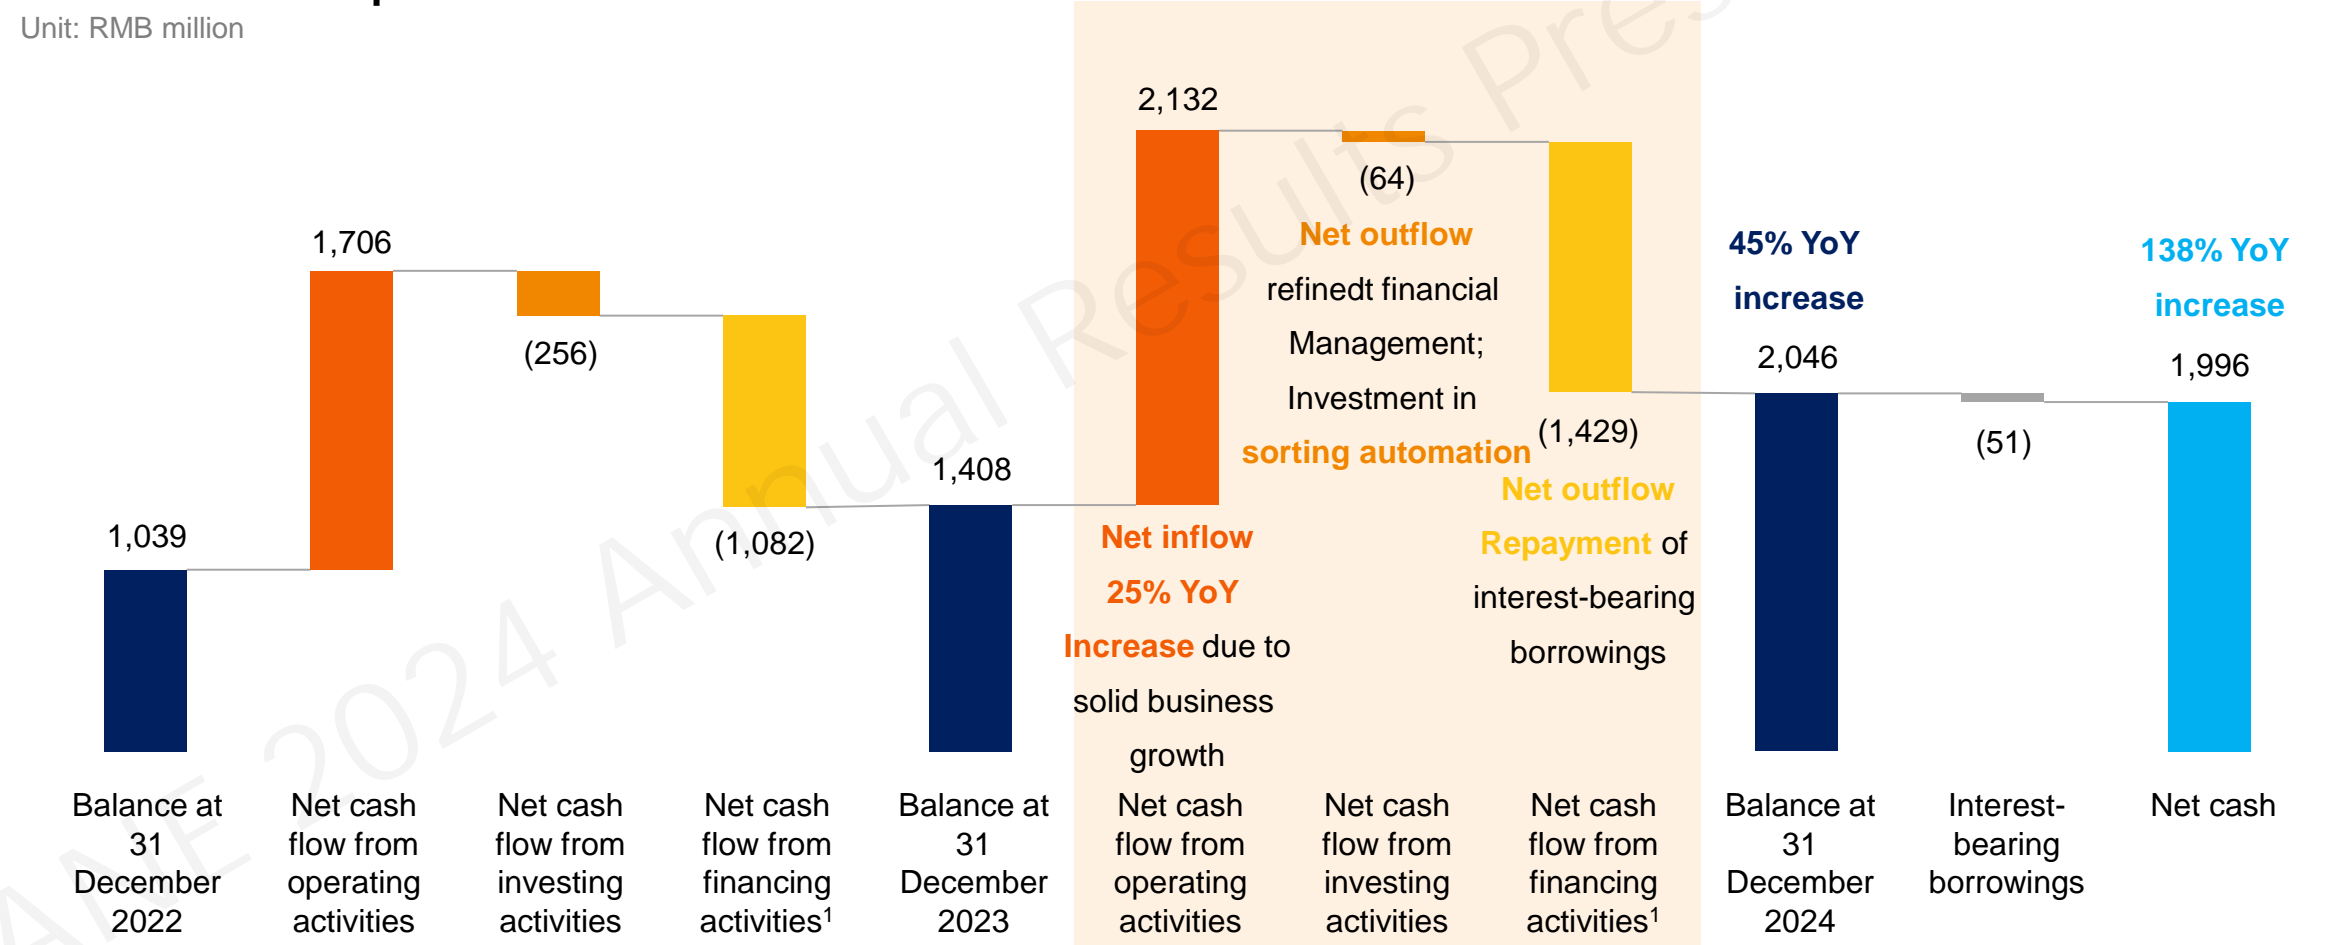 Unit: RMB million
1,039
1,706
(256)
(1,082)
1,408
2,132
(64)
Net outflow
refinedt financial
Management;
Investment in
sorting automation
(1,429)
Net outflow
Repayment of
interest-bearing
borrowings
Net inflow
25% YoY
Increase due to
solid business
growth
45% YoY
increase
2,046
(51)
138% YoY
increase
1,996
Balance at
31
December
2022
Net cash
flow from
operating
activities
Net cash
flow from
investing
activities
Net cash
flow from
financing
activities¹
Balance at
31
December
2023
Net cash
flow from
operating
activities
Net cash
flow from
investing
activities
Net cash
flow from
financing
activities¹
Balance at
31
December
2024
Interest-
bearing
borrowings
Net cash
ANE 2024 Annual Results Pres